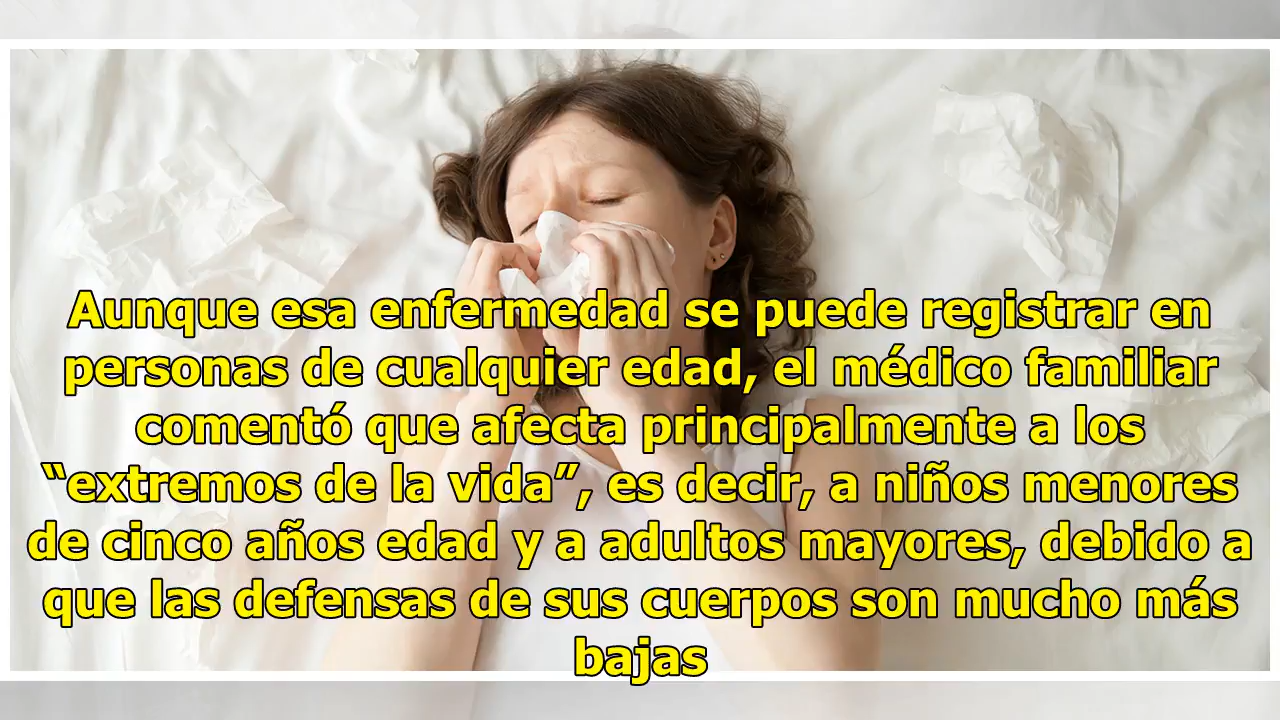 Aunque esa enfermedad se puede registrar en
personas de cualquier edad, el médico familiar
comentó que afecta principalmente a los
“extremos de la vida”, es decir, a niños menores
de cinco años edad y a adultos mayores, debido a
que las defensas de sus cuerpos son mucho más
bajas